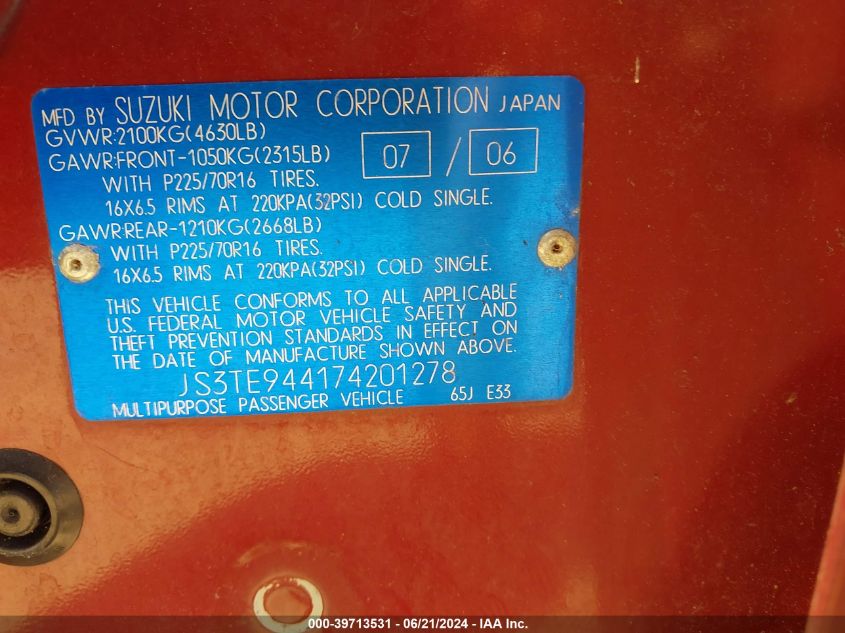 MFD BY SUZUKI MOTOR CORPORATION JAPAN
GVWR:2100KG(4630LB)
GAWR:FRONT-1050KG(2315LB) 07 / 06
WITH P225/70R16 TIRES.
16X6.5 RIMS AT 220KPA(32PSI) COLD SINGLE.
GAWR:REAR-1210KG(2668LB)
WITH P225/70R16 TIRES.
16X6.5 RIMS AT 220KPA(32PSI) COLD SINGLE.
THIS VEHICLE CONFORMS TO ALL APPLICABLE
U.S. FEDERAL MOTOR VEHICLE SAFETY AND
THEFT PREVENTION STANDARDS IN EFFECT ON
THE DATE OF MANUFACTURE SHOWN ABOVE.
JS3TE944174201278
MULTIPURPOSE PASSENGER VEHICLE 65J E33
000-39713531 - 06/21/2024 - IAA Inc.